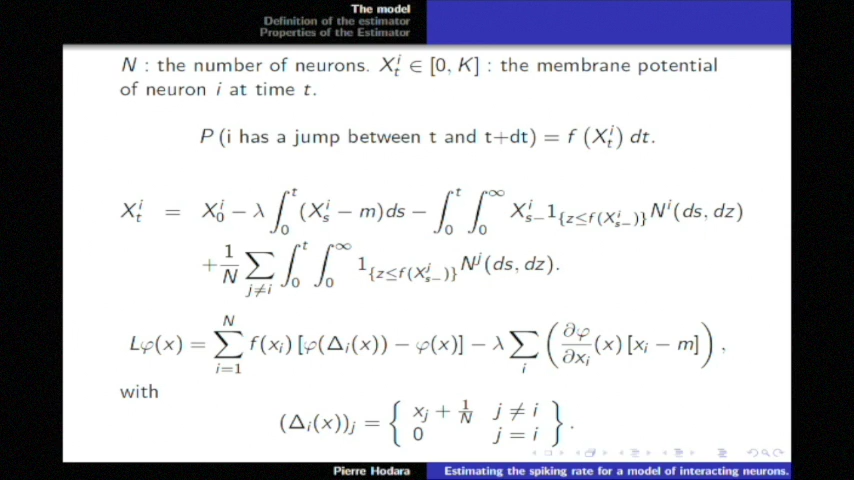 The model
Definition of the estimator
Properties of the Estimator
N : the number of neurons. X_t^i ∈ [0, K] : the membrane potential
of neuron i at time t.
P (i has a jump between t and t+dt) = f (X_t^i) dt.
X_t^i = X_0^i − λ ∫_0^t (X_s^i − m)ds − ∫_0^t ∫_0^∞ X_{s−}^i 1_{{z≤f(X_{s−}^i)}} N^i(ds, dz)
+ 1/N ∑_{j≠i} ∫_0^t ∫_0^∞ 1_{{z≤f(X_{s−}^j)}} N^j(ds, dz).
Lφ(x) = ∑_{i=1}^N f(x_i) [φ(Δ_i(x)) − φ(x)] − λ ∑_i (∂φ/∂x_i (x) [x_i − m]) ,
with
(Δ_i(x))_j = { x_j + 1/N j ≠ i
0 j = i } .
Pierre Hodara Estimating the spiking rate for a model of interacting neurons.